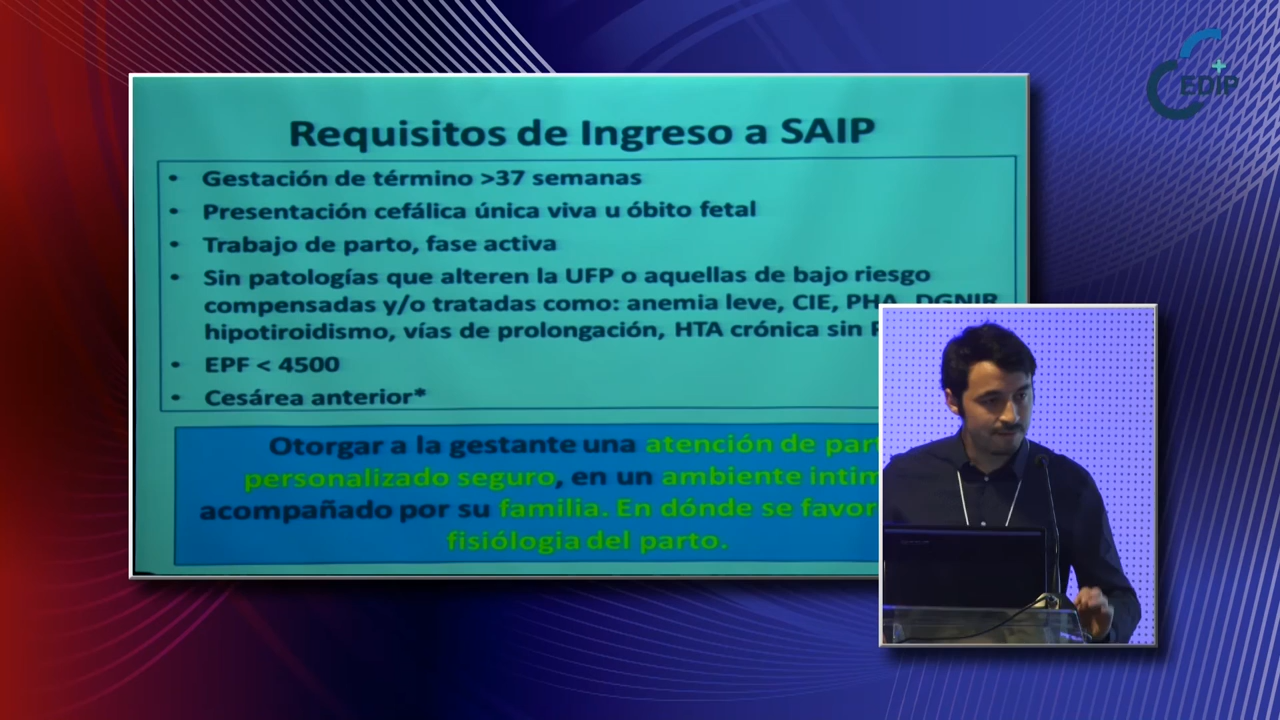 Requisitos de Ingreso a SAIP
• Gestación de término >37 semanas
• Presentación cefálica única viva u óbito fetal
• Trabajo de parto, fase activa
• Sin patologías que alteren la UFP o aquellas de bajo riesgo
compensadas y/o tratadas como: anemia leve, CIE, PHA, DGNIR
hipotiroidismo, vías de prolongación, HTA crónica sin
• EPF < 4500
• Cesárea anterior*
Otorgar a la gestante una atención de
personalizado seguro, en un ambiente
acompañado por su familia. En dónde se
fisiólogia del parto.
CEDIP